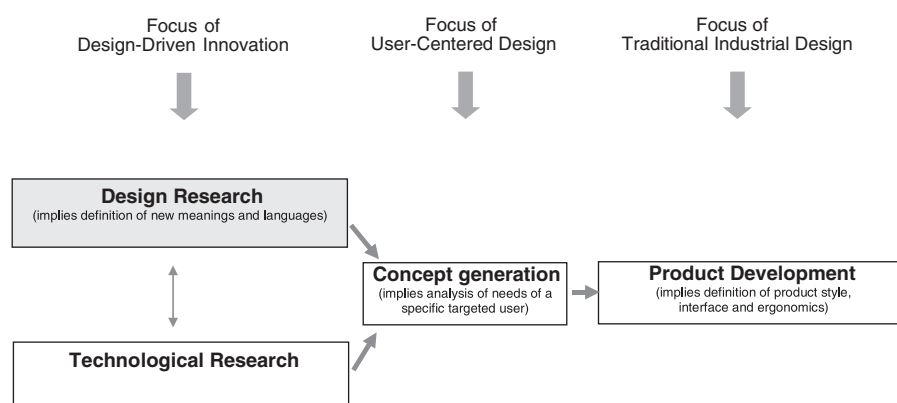 Focus of
Design-Driven Innovation
Focus of
User-Centered Design
Focus of
Traditional Industrial Design
Design Research
(implies definition of new meanings and languages)
Concept generation
(implies analysis of needs of a
specific targeted user)
Product Development
(implies definition of product style,
interface and ergonomics)
Technological Research